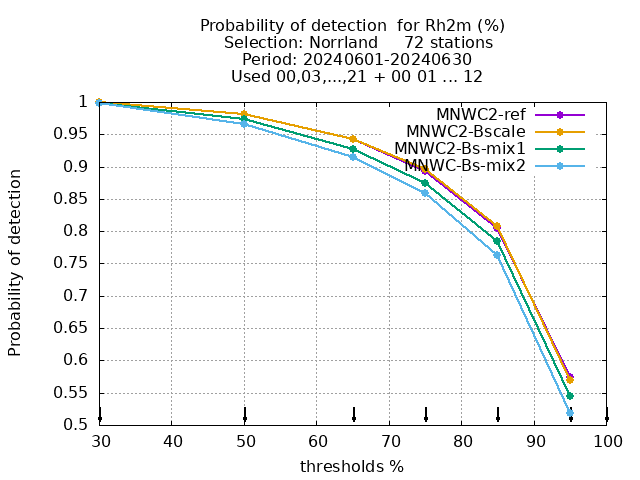 Probability of detection  for Rh2m (%)
Selection: Norrland     72 stations
Period: 20240601-20240630
Used 00,03,...,21 + 00 01 ... 12
MNWC2-ref
MNWC2-Bscale
MNWC2-Bs-mix1
MNWC-Bs-mix2
Probability of detection
1
0.95
0.9
0.85
0.8
0.75
0.7
0.65
0.6
0.55
0.5
30 40 50 60 70 80 90 100
thresholds %